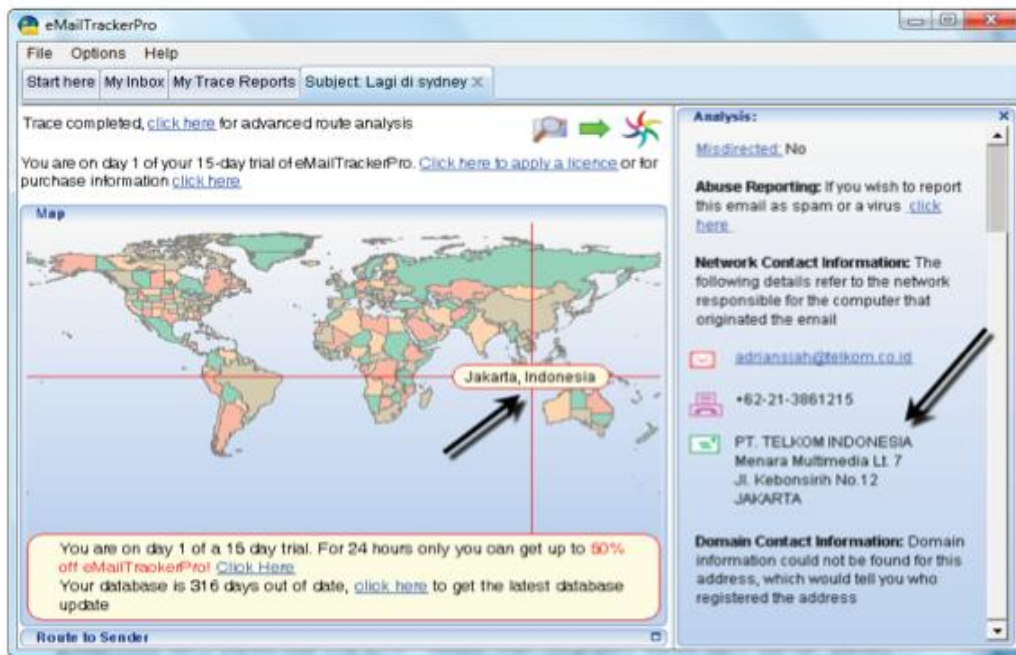 eMailTrackerPro
File Options Help
Start here My Inbox My Trace Reports Subject: Lagi di sydney
Trace completed, click here for advanced route analysis
You are on day 1 of your 15-day trial of eMailTrackerPro. Click here to apply a licence or for
purchase information click here
Map
Jakarta, Indonesia
You are on day 1 of a 15 day trial. For 24 hours only you can get up to 50%
off eMailTrackerPro! Click Here
Your database is 316 days out of date, click here to get the latest database
update
Route to Sender
Analysis:
Misdirected: No
Abuse Reporting: If you wish to report
this email as spam or a virus click
here
Network Contact Information: The
following details refer to the network
responsible for the computer that
originated the email
adriansiah@telkom.co.id
+62-21-3861215
PT. TELKOM INDONESIA
Menara Multimedia Lt. 7
Jl. Kebonsirih No.12
JAKARTA
Domain Contact Information: Domain
information could not be found for this
address, which would tell you who
registered the address